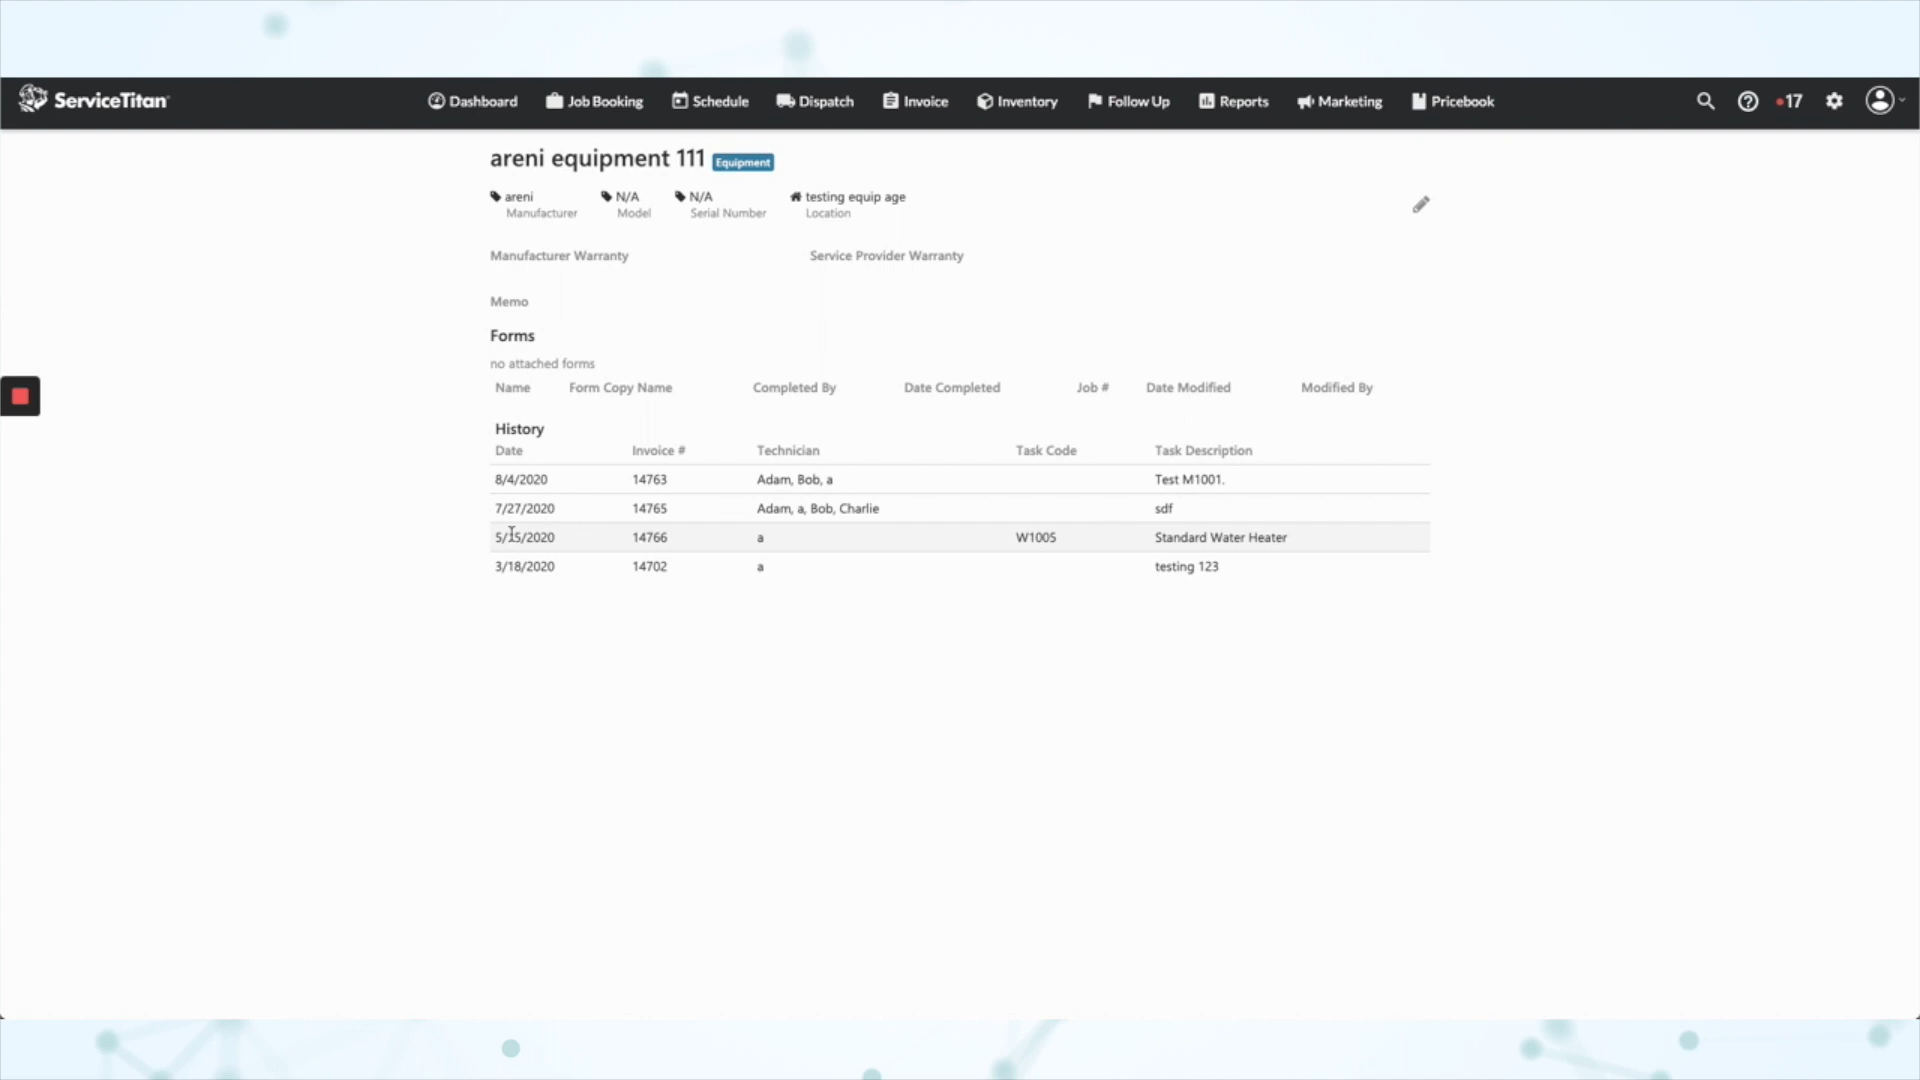 ServiceTitan Dashboard Job Booking Schedule Dispatch Invoice Inventory Follow Up Reports Marketing Pricebook 17
areni equipment 111 Equipment
areni N/A N/A testing equip age
Manufacturer Model Serial Number Location
Manufacturer Warranty Service Provider Warranty
Memo
Forms
no attached forms
Name Form Copy Name Completed By Date Completed Job # Date Modified Modified By
History
Date Invoice # Technician Task Code Task Description
8/4/2020 14763 Adam, Bob, a Test M1001.
7/27/2020 14765 Adam, a, Bob, Charlie sdf
5/15/2020 14766 a W1005 Standard Water Heater
3/18/2020 14702 a testing 123